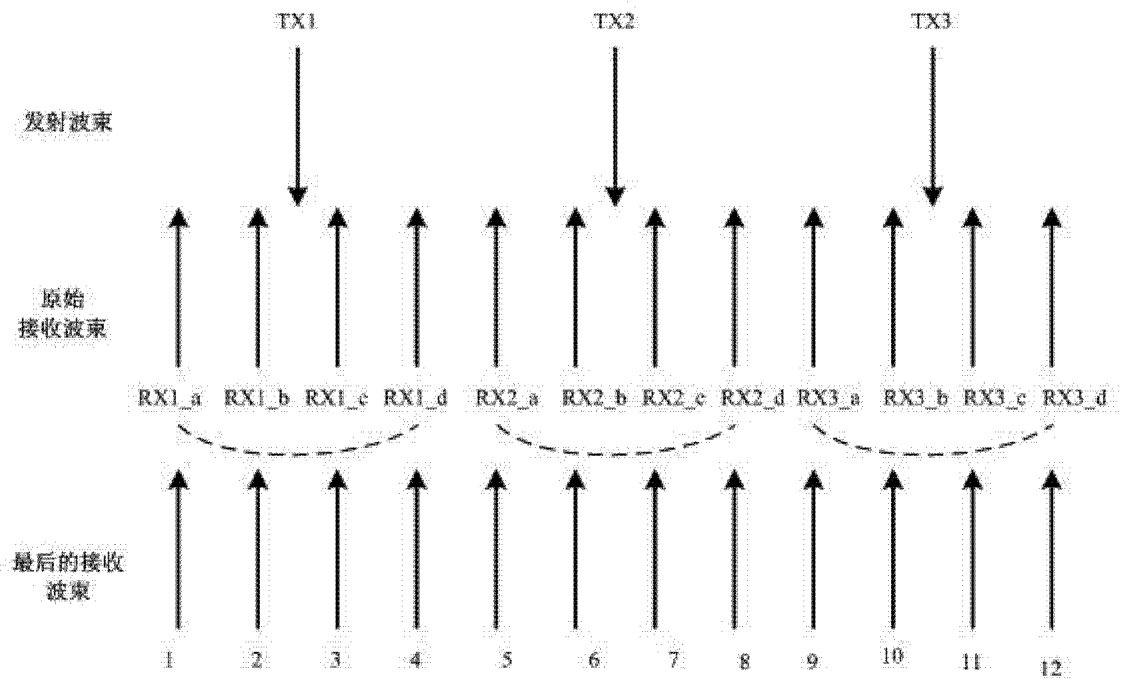 TX1 TX2 TX3
发射波束
原始
接收波束
RX1_a RX1_b RX1_c RX1_d RX2_a RX2_b RX2_c RX2_d RX3_a RX3_b RX3_c RX3_d
最后的接收
波束
1 2 3 4 5 6 7 8 9 10 11 12